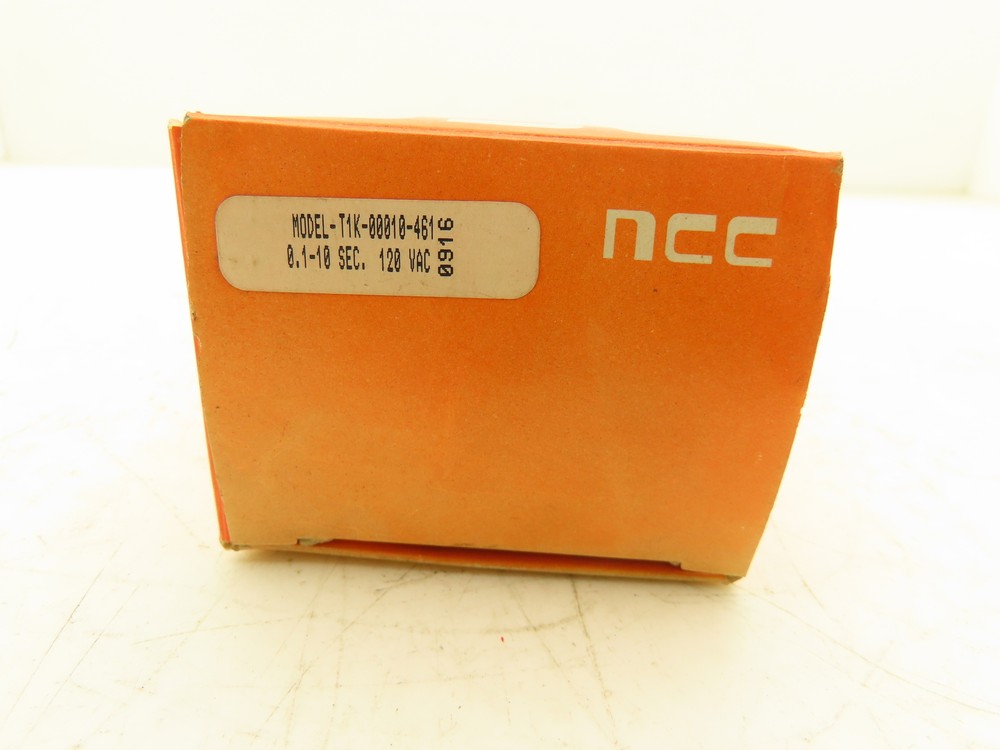 MODEL-T1K-00010-461
0.1-10 SEC. 120 VAC
0916
ncc